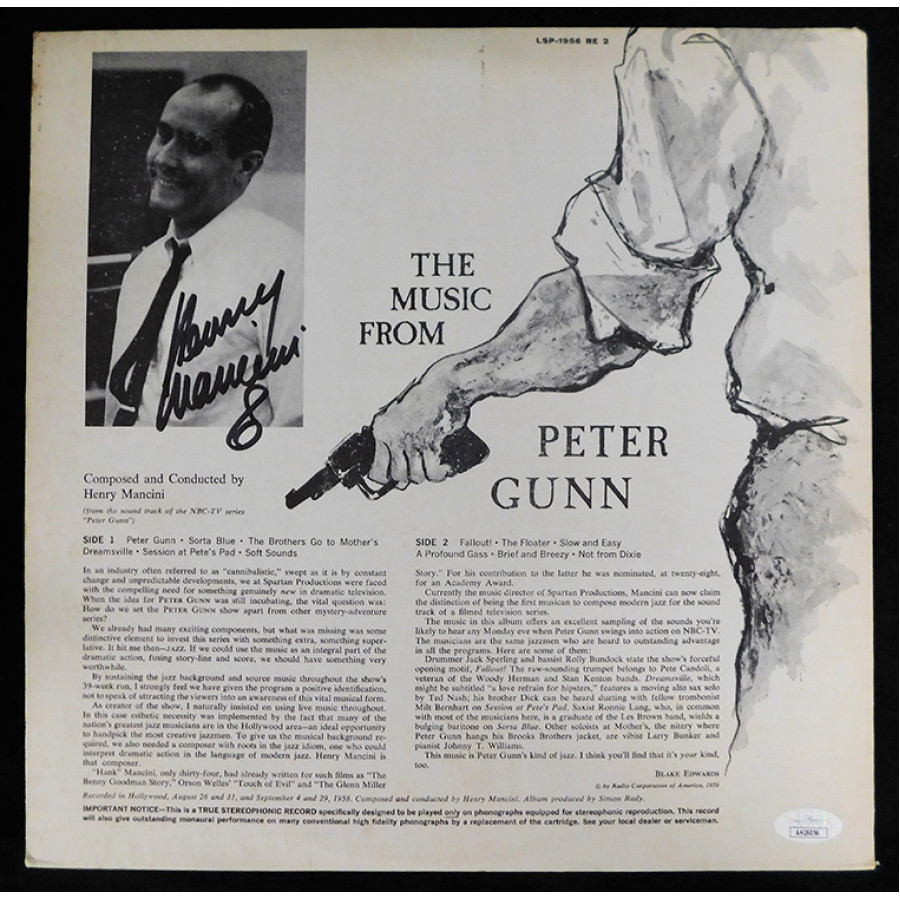 LSP-1956 RE 2
THE
MUSIC
FROM
PETER
GUNN
Henry
Mancini
Composed and Conducted by
Henry Mancini
(from the sound track of the NBC-TV series
"Peter Gunn")
SIDE 1 Peter Gunn • Sorta Blue • The Brothers Go to Mother's
Dreamsville • Session at Pete's Pad • Soft Sounds
In an industry often referred to as "cannibalistic," swept as it is by constant
change and unpredictable developments, we at Spartan Productions were faced
with the compelling need for something genuinely new in dramatic television.
When the idea for PETER GUNN was still incubating, the vital question was:
How do we set the PETER GUNN show apart from other mystery-adventure
series?
We already had many exciting components, but what was missing was some
distinctive element to invest this series with something extra, something super-
lative. It hit me then—JAZZ. If we could use the music as an integral part of the
dramatic action, fusing story-line and score, we should have something very
worthwhile.
By sustaining the jazz background and source music throughout the show's
39-week run, I strongly feel we have given the program a positive identification,
not to speak of attracting the viewers into an awareness of this vital musical form.
As creator of the show, I naturally insisted on using live music throughout.
In this case esthetic necessity was implemented by the fact that many of the
nation's greatest jazz musicians are in the Hollywood area—an ideal opportunity
to handpick the most creative jazzmen. To give us the musical background re-
quired, we also needed a composer with roots in the jazz idiom, one who could
interpret dramatic action in the language of modern jazz. Henry Mancini is
that composer.
"Hank" Mancini, only thirty-four, had already written for such films as "The
Benny Goodman Story," Orson Welles' "Touch of Evil" and "The Glenn Miller
SIDE 2 Fallout! • The Floater • Slow and Easy
A Profound Gass • Brief and Breezy • Not from Dixie
Story." For his contribution to the latter he was nominated, at twenty-eight,
for an Academy Award.
Currently the music director of Spartan Productions, Mancini can now claim
the distinction of being the first musican to compose modern jazz for the sound
track of a filmed television series.
The music in this album offers an excellent sampling of the sounds you're
likely to hear any Monday eve when Peter Gunn swings into action on NBC-TV.
The musicians are the same jazzmen who are heard to outstanding advantage
in all the programs. Here are some of them:
Drummer Jack Sperling and bassist Rolly Bundock state the show's forceful
opening motif, Fallout! The raw-sounding trumpet belongs to Pete Candoli, a
veteran of the Woody Herman and Stan Kenton bands. Dreamsville, which
might be subtitled "a love refrain for hipsters," features a moving alto sax solo
by Ted Nash; his brother Dick can be heard dueting with fellow trombonist
Milt Bernhart on Session at Pete's Pad. Saxist Ronnie Lang, who, in common
with most of the musicians here, is a graduate of the Les Brown band, wields a
bulging baritone on Sorta Blue. Other soloists at Mother's, the nitery where
Peter Gunn hangs his Brooks Brothers jacket, are vibist Larry Bunker and
pianist Johnny T. Williams.
This music is Peter Gunn's kind of jazz. I think you'll find that it's your kind,
too.
BLAKE EDWARDS
© by Radio Corporation of America, 1959
Recorded in Hollywood, August 26 and 31, and September 4 and 29, 1958. Composed and conducted by Henry Mancini. Album produced by Simon Rady.
IMPORTANT NOTICE—This is a TRUE STEREOPHONIC RECORD specifically designed to be played only on phonographs equipped for stereophonic reproduction. This record
will also give outstanding monaural performance on many conventional high fidelity phonographs by a replacement of the cartridge. See your local dealer or serviceman.